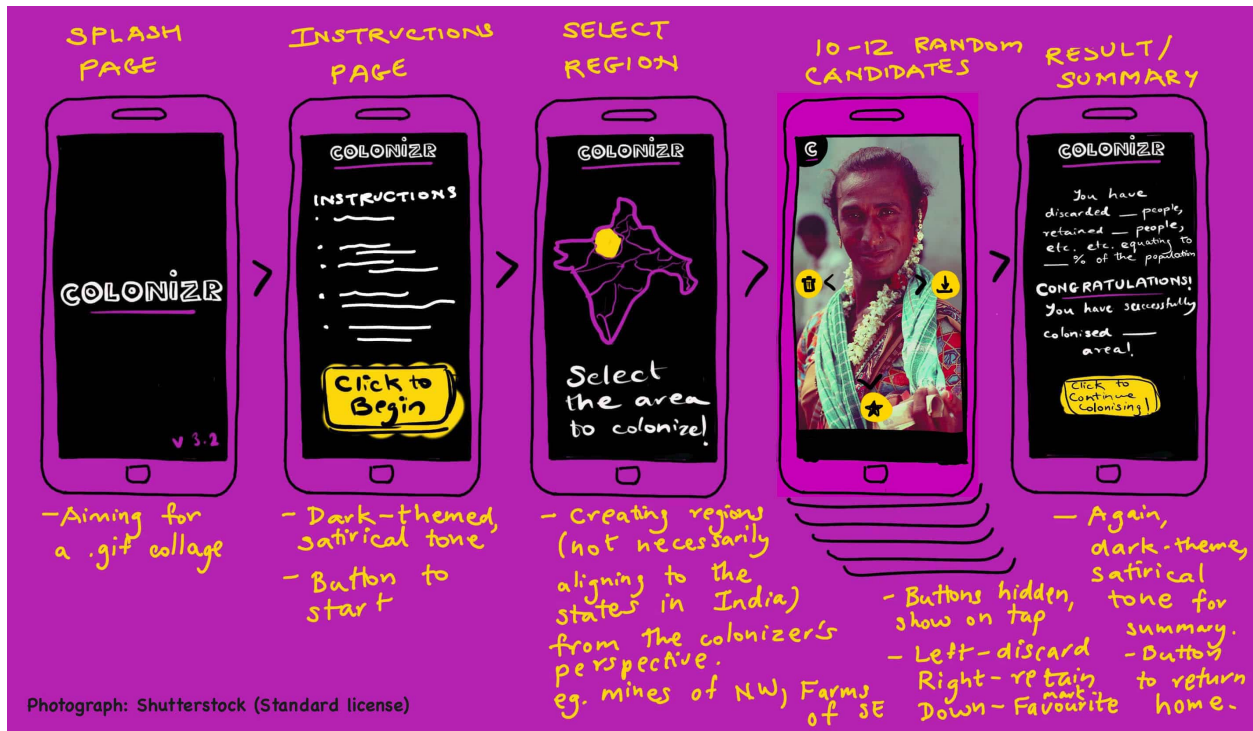 SPLASH
PAGE
INSTRUCTIONS
PAGE
SELECT
REGION
10-12 RANDOM
CANDIDATES
RESULT/
SUMMARY
COLONIZR
v 3.2
COLONIZR
INSTRUCTIONS
Click to
Begin
COLONIZR
Select
the area
to colonize!
C
COLONIZR
You have
discarded __ people,
retained __ people,
etc. etc. equating to
__ % of the population
CONGRATULATIONS!
You have successfully
colonised __
area!
Click to
Continue
Colonising!
- Aiming for
a .gif collage
- Dark-themed,
satirical tone
- Button to
start
- Creating regions
(not necessarily
aligning to the
states in India)
from the colonizer's
perspective.
eg. mines of NW, Farms
of SE
- Buttons hidden,
show on tap
- Left-discard
Right-retain
Down-mark Favourite
- Again,
dark-theme,
satirical
tone for
summary.
- Button
to return
home.
Photograph: Shutterstock (Standard license)